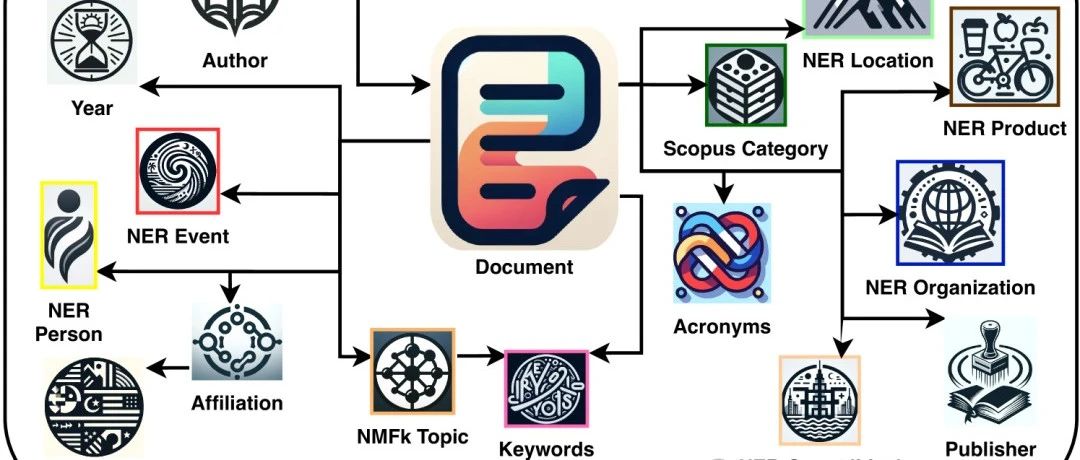 Author
NER Location
Year
NER Product
Scopus Category
NER Event
Document
NER Organization
NER
Person
Acronyms
Affiliation
NMFk Topic
Keywords
Publisher